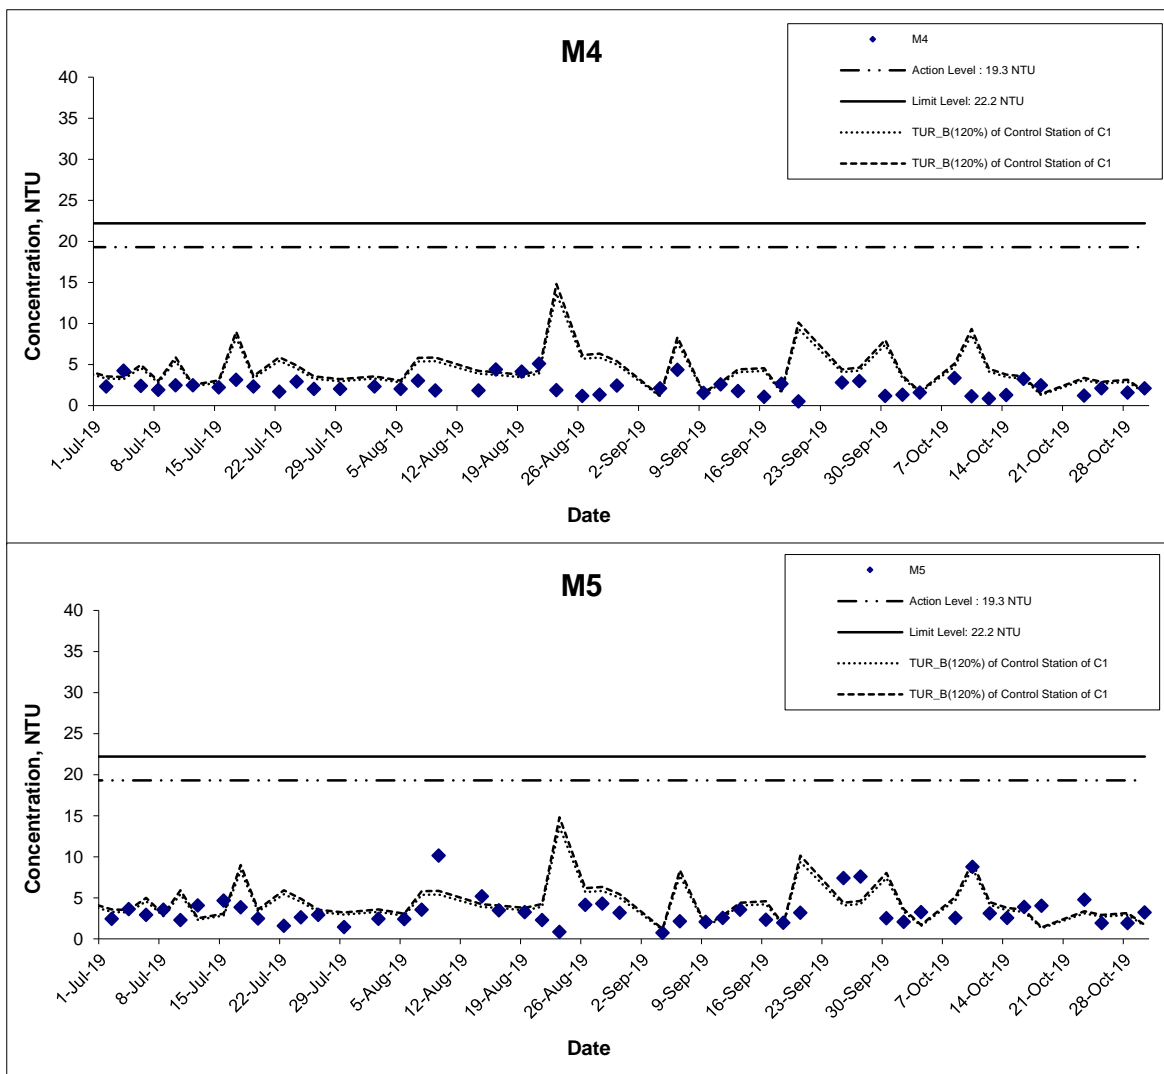 M4
M4
Action Level : 19.3 NTU
Limit Level: 22.2 NTU
TUR_B(120%) of Control Station of C1
TUR_B(120%) of Control Station of C1
40
35
30
25
20
15
10
5
0
Concentration, NTU
1-Jul-19
8-Jul-19
15-Jul-19
22-Jul-19
29-Jul-19
5-Aug-19
12-Aug-19
19-Aug-19
26-Aug-19
2-Sep-19
9-Sep-19
16-Sep-19
23-Sep-19
30-Sep-19
7-Oct-19
14-Oct-19
21-Oct-19
28-Oct-19
Date
M5
M5
Action Level : 19.3 NTU
Limit Level: 22.2 NTU
TUR_B(120%) of Control Station of C1
TUR_B(120%) of Control Station of C1
40
35
30
25
20
15
10
5
0
Concentration, NTU
1-Jul-19
8-Jul-19
15-Jul-19
22-Jul-19
29-Jul-19
5-Aug-19
12-Aug-19
19-Aug-19
26-Aug-19
2-Sep-19
9-Sep-19
16-Sep-19
23-Sep-19
30-Sep-19
7-Oct-19
14-Oct-19
21-Oct-19
28-Oct-19
Date